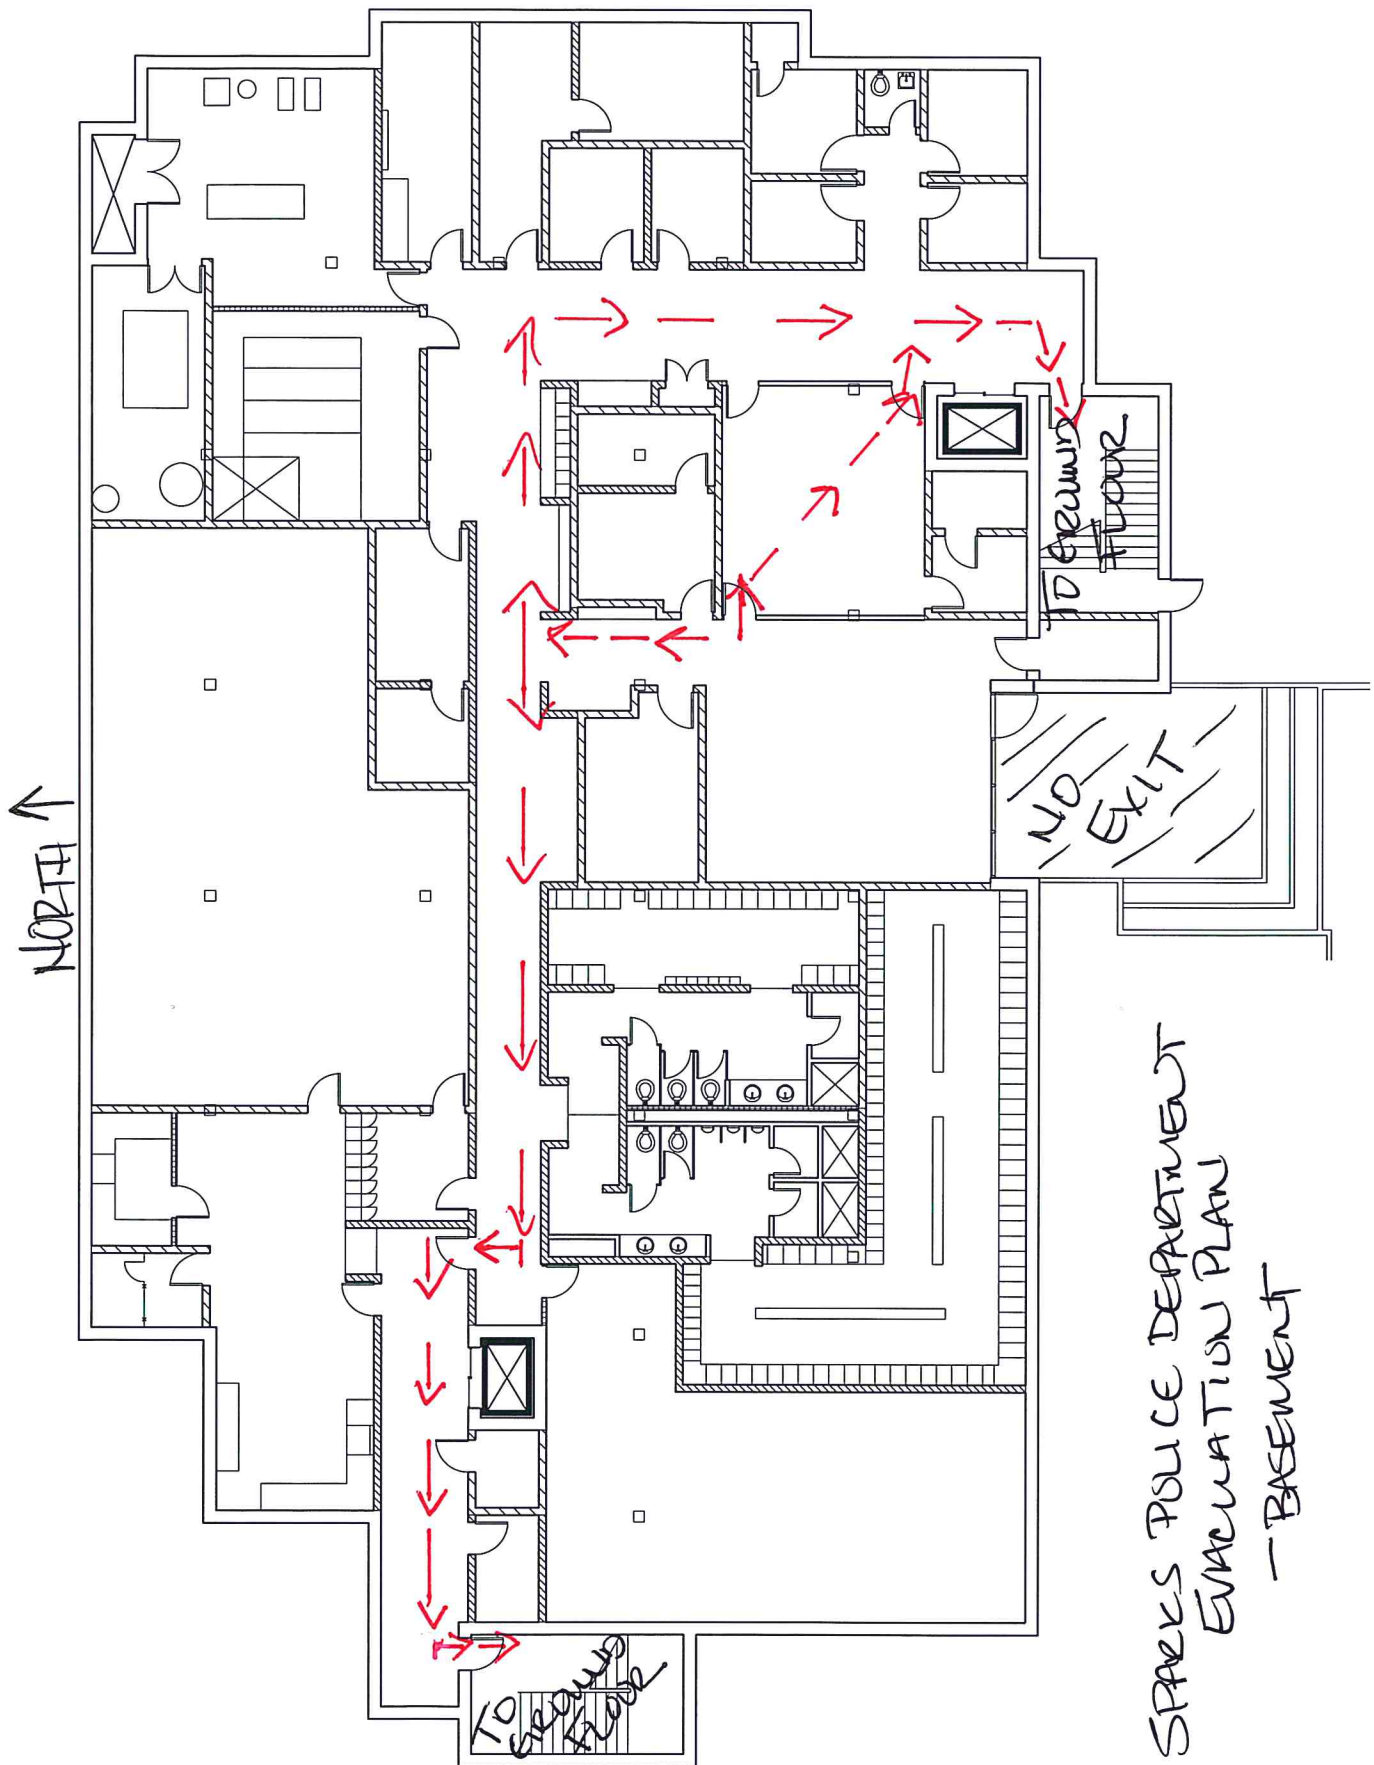 NORTH
TO GROUND
FLOOR
NO
EXIT
SPARKS POLICE DEPARTMENT
EVACUATION PLAN
- BASEMENT
TO
GROUND
FLOOR